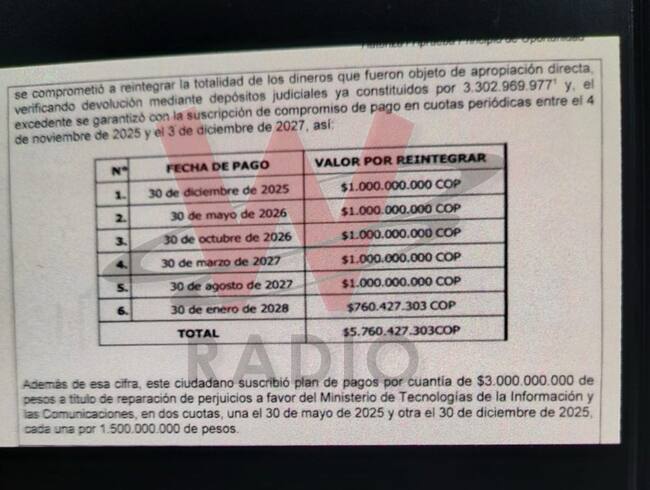 Autoriza / Aprueba Principio de Oportunidad
se comprometió a reintegrar la totalidad de los dineros que fueron objeto de apropiación directa,
verificando devolución mediante depósitos judiciales ya constituidos por 3.302.969.977¹ y, el
excedente se garantizó con la suscripción de compromiso de pago en cuotas periódicas entre el 4
de noviembre de 2025 y el 3 de diciembre de 2027, así:
N° FECHA DE PAGO VALOR POR REINTEGRAR
1. 30 de diciembre de 2025 $1.000.000.000 COP
2. 30 de mayo de 2026 $1.000.000.000 COP
3. 30 de octubre de 2026 $1.000.000.000 COP
4. 30 de marzo de 2027 $1.000.000.000 COP
5. 30 de agosto de 2027 $1.000.000.000 COP
6. 30 de enero de 2028 $760.427.303 COP
TOTAL $5.760.427.303COP
W
RADIO
Además de esa cifra, este ciudadano suscribió plan de pagos por cuantía de $3.000.000.000 de
pesos a título de reparación de perjuicios a favor del Ministerio de Tecnologías de la Información y
las Comunicaciones, en dos cuotas, una el 30 de mayo de 2025 y otra el 30 de diciembre de 2025,
cada una por 1.500.000.000 de pesos.